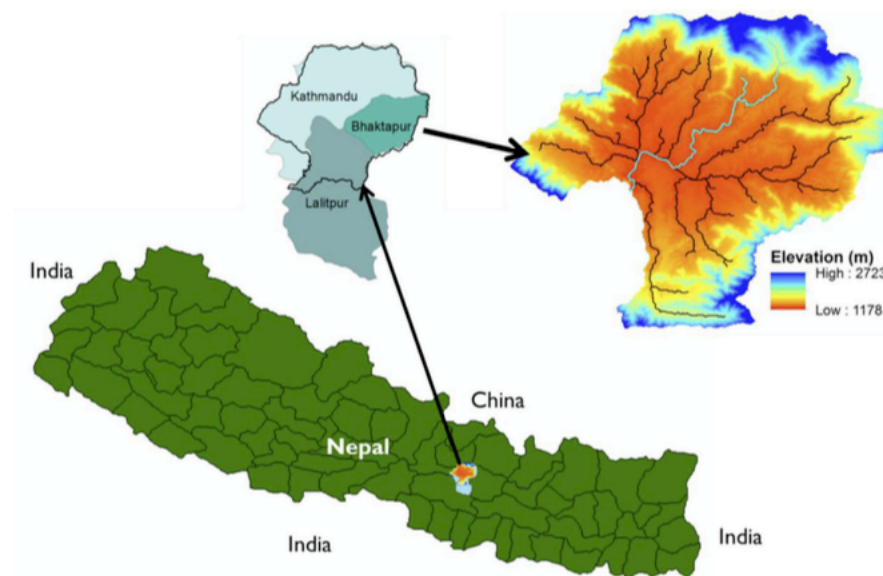 Kathmandu
Bhaktapur
Lalitpur
Elevation (m)
High : 2723
Low : 1178
India
China
Nepal
India
India